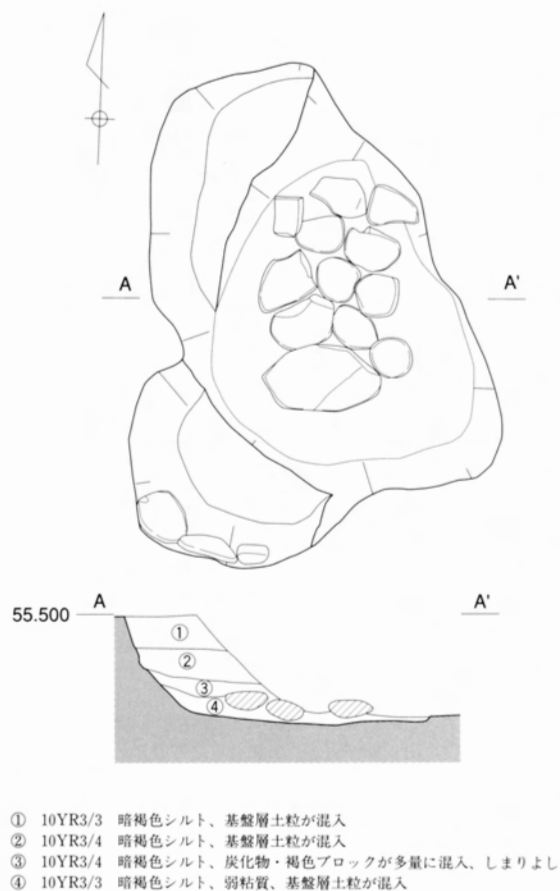 A A'
A A'
55.500
①
②
③
④
① 10YR3/3 暗褐色シルト、基盤層土粒が混入
② 10YR3/4 暗褐色シルト、基盤層土粒が混入
③ 10YR3/4 暗褐色シルト、炭化物・褐色ブロックが多量に混入、しまりよし
④ 10YR3/3 暗褐色シルト、弱粘質、基盤層土粒が混入